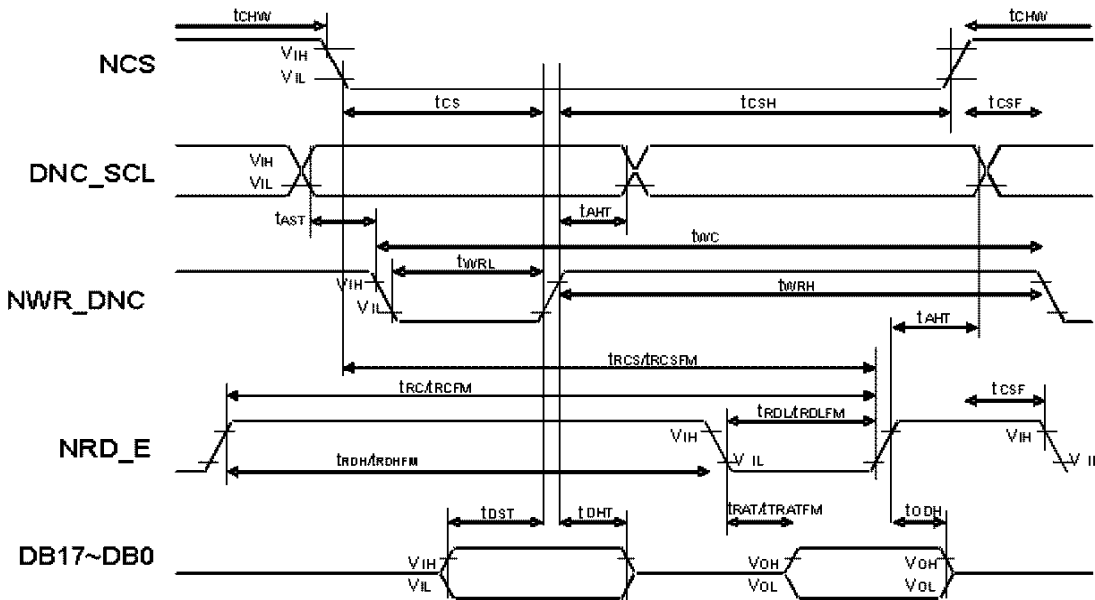 tCHW tCHW
NCS
VIH
VIL
tCS tCSH tCSF
DNC_SCL
VIH
VIL
tAST tAHT
tWC
tWRL
NWR_DNC
VIH
VIL
tWRH
tAHT
tRCS/tRCSFM
tRC/tRCFM
tCSF
tRDL/tRDLFM
NRD_E
VIH VIH
VIL VIL
tRDH/tRDHFM
tRAT/tTRATFM
tDST tDHT tODH
DB17~DB0
VIH VOH VOH
VIL VOL VOL